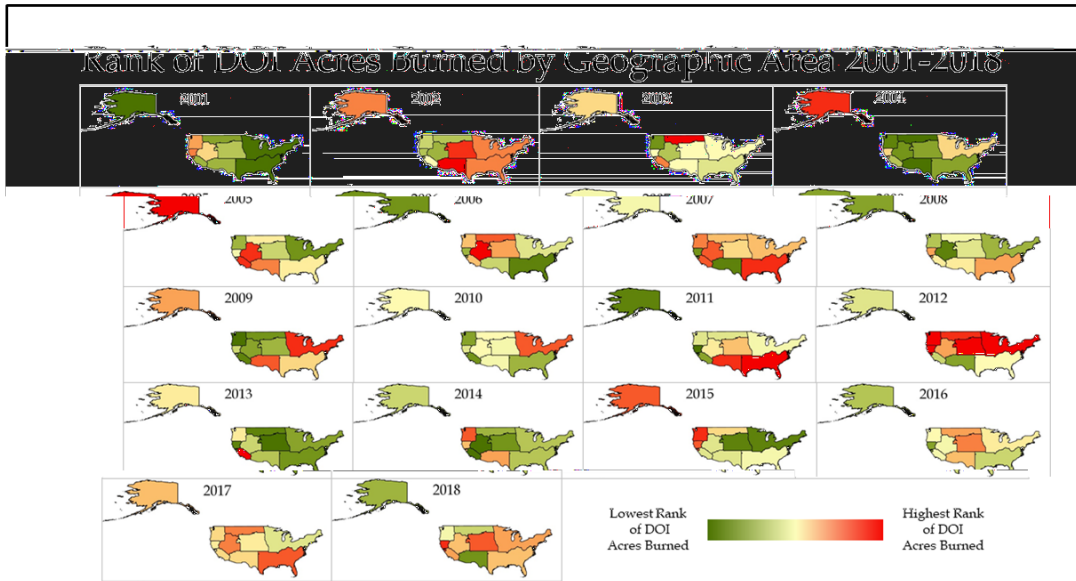 Rank of DOI Acres Burned by Geographic Area 2001-2018
2001 2002 2003 2004
2005 2006 2007 2008
2009 2010 2011 2012
2013 2014 2015 2016
2017 2018
Lowest Rank Highest Rank
of DOI of DOI
Acres Burned Acres Burned